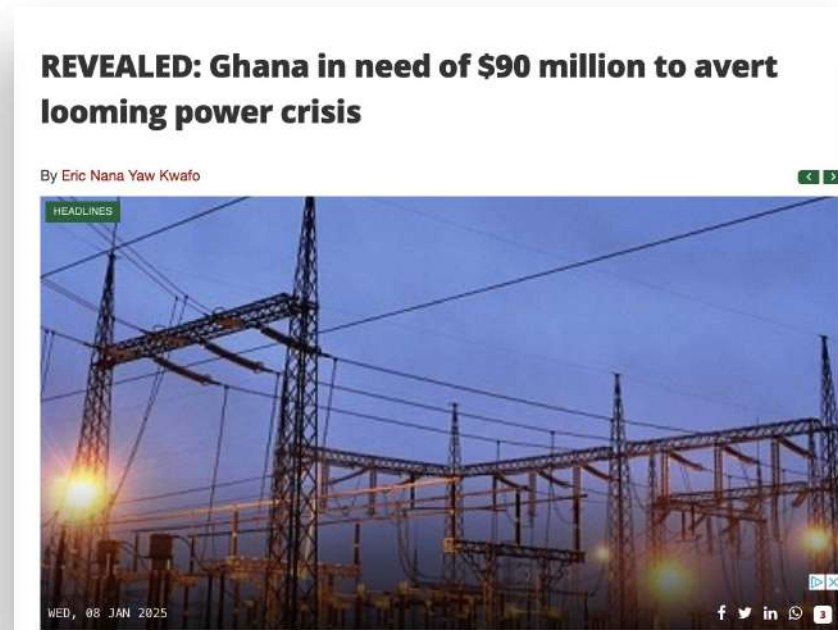 REVEALED: Ghana in need of $90 million to avert
looming power crisis
By Eric Nana Yaw Kwafo
HEADLINES
WED, 08 JAN 2025
3